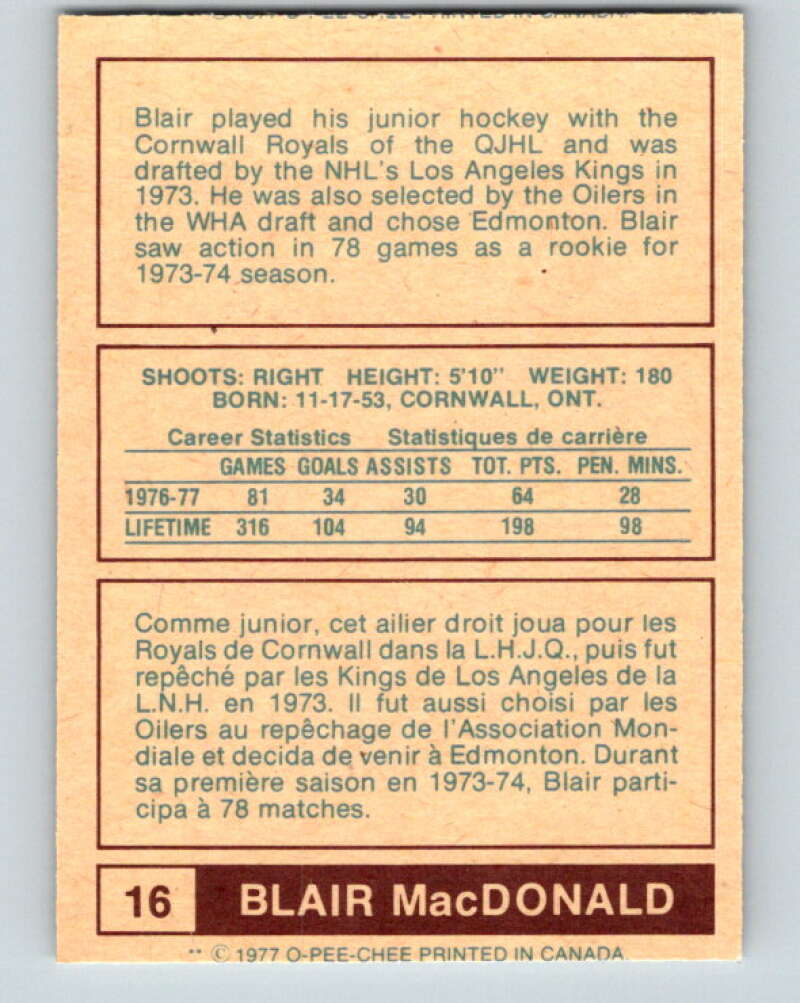 © 1977 O-PEE-CHEE PRINTED IN CANADA
Blair played his junior hockey with the
Cornwall Royals of the QJHL and was
drafted by the NHL's Los Angeles Kings in
1973. He was also selected by the Oilers in
the WHA draft and chose Edmonton. Blair
saw action in 78 games as a rookie for
1973-74 season.
SHOOTS: RIGHT HEIGHT: 5'10" WEIGHT: 180
BORN: 11-17-53, CORNWALL, ONT.
Career Statistics Statistiques de carrière
GAMES GOALS ASSISTS TOT. PTS. PEN. MINS.
1976-77 81 34 30 64 28
LIFETIME 316 104 94 198 98
Comme junior, cet ailier droit joua pour les
Royals de Cornwall dans la L.H.J.Q., puis fut
repêché par les Kings de Los Angeles de la
L.N.H. en 1973. Il fut aussi choisi par les
Oilers au repêchage de l'Association Mon-
diale et decida de venir à Edmonton. Durant
sa première saison en 1973-74, Blair parti-
cipa à 78 matches.
16 BLAIR MacDONALD
** © 1977 O-PEE-CHEE PRINTED IN CANADA